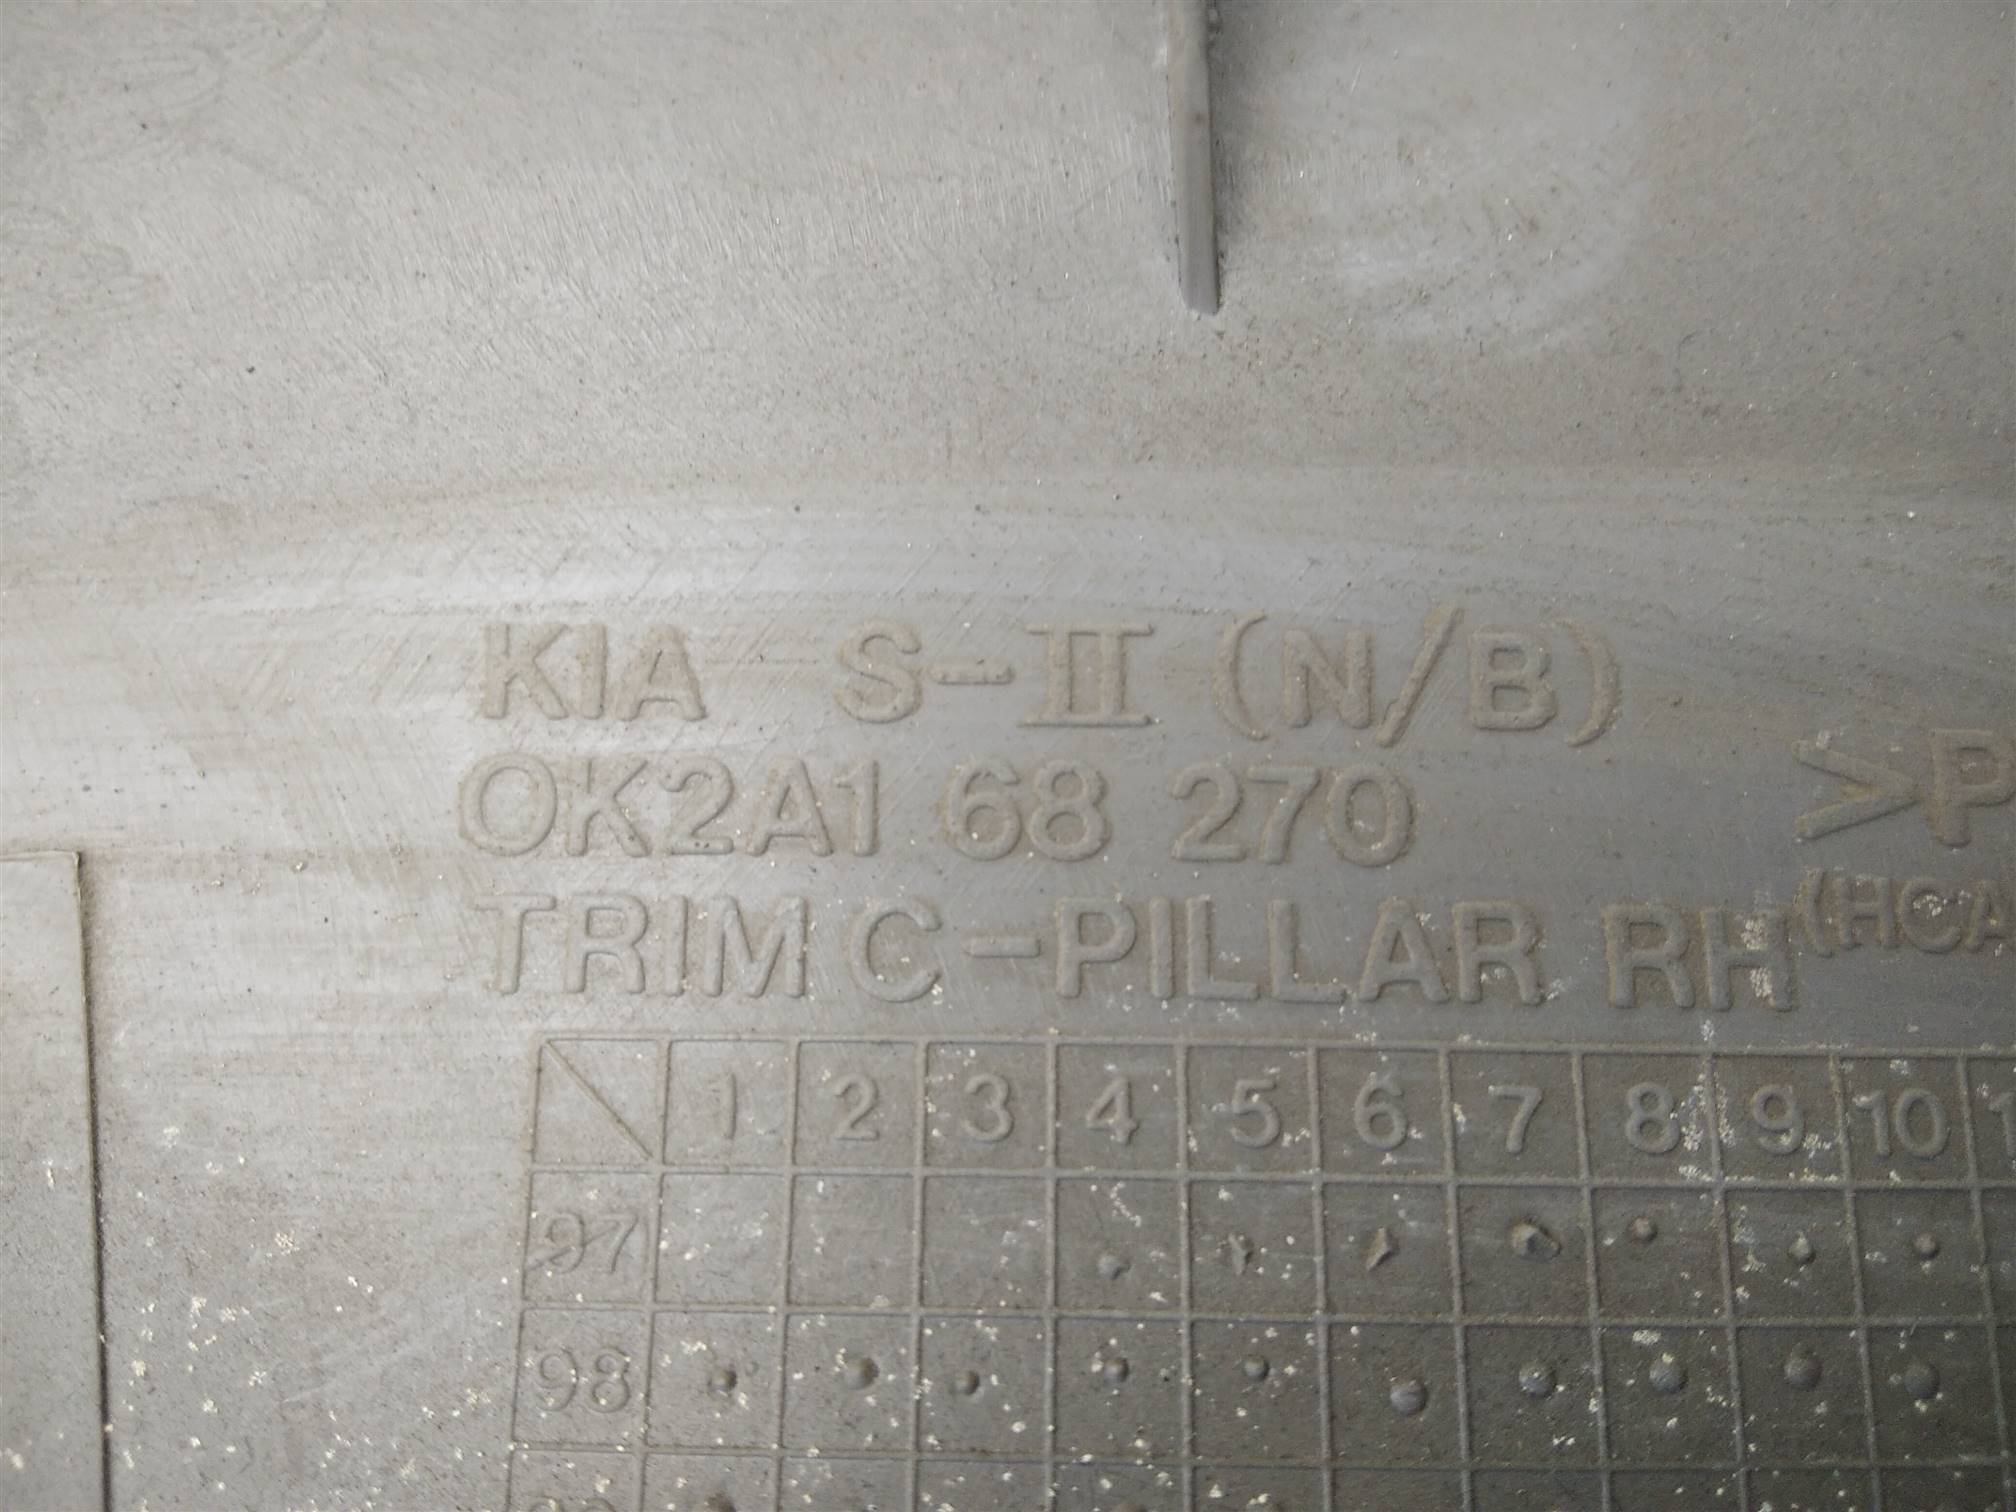 KIA S-II (N/B)
OK2A1 68 270
>P
TRIM C-PILLAR RH (HCA
1 2 3 4 5 6 7 8 9 10
97
98